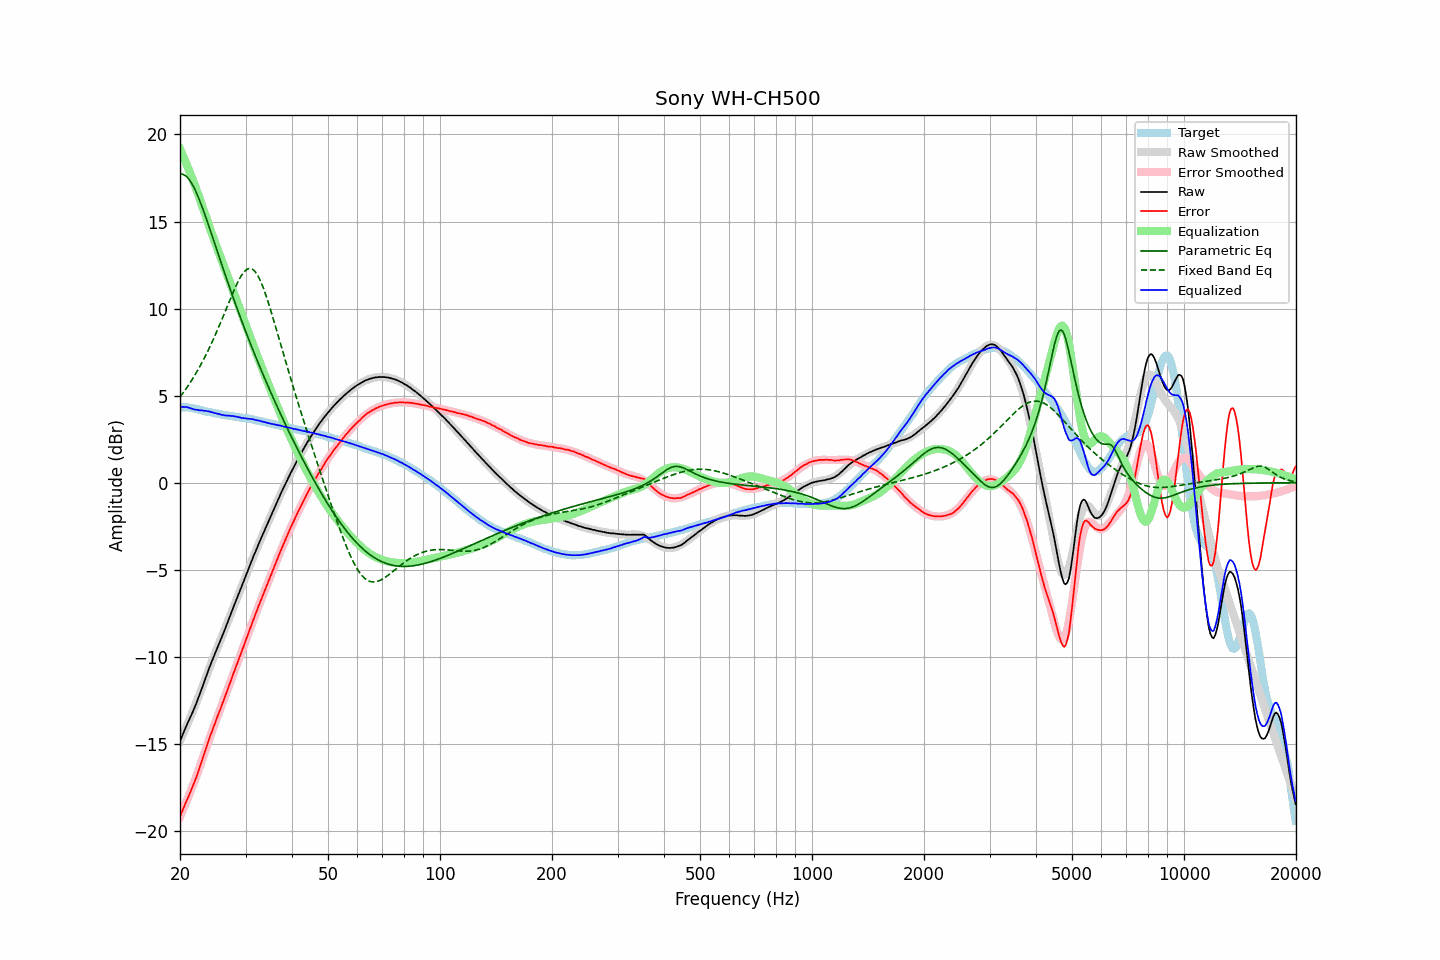 Sony WH-CH500
Target
Raw Smoothed
Error Smoothed
Raw
Error
Equalization
Parametric Eq
Fixed Band Eq
Equalized
Amplitude (dBr)
20
15
10
5
0
−5
−10
−15
−20
20 50 100 200 500 1000 2000 5000 10000 20000
Frequency (Hz)